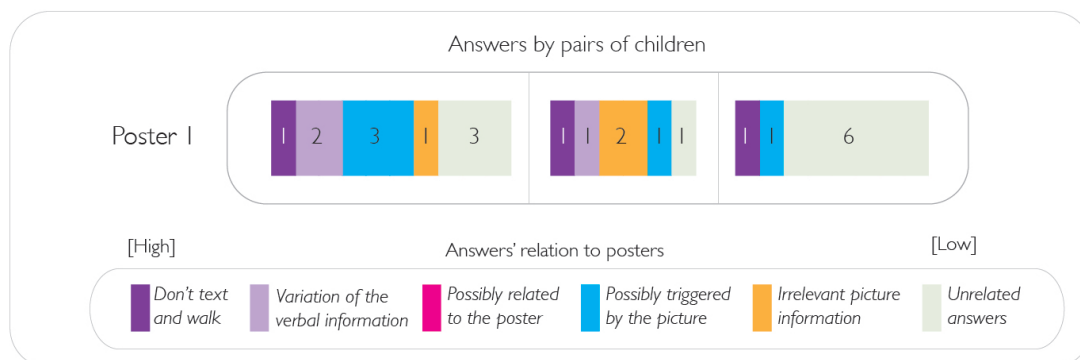 Answers by pairs of children
Poster 1
1 2 3 1 3
1 1 2 1 1
1 1 6
[High]
Answers' relation to posters
[Low]
Don't text
and walk
Variation of the
verbal information
Possibly related
to the poster
Possibly triggered
by the picture
Irrelevant picture
information
Unrelated
answers